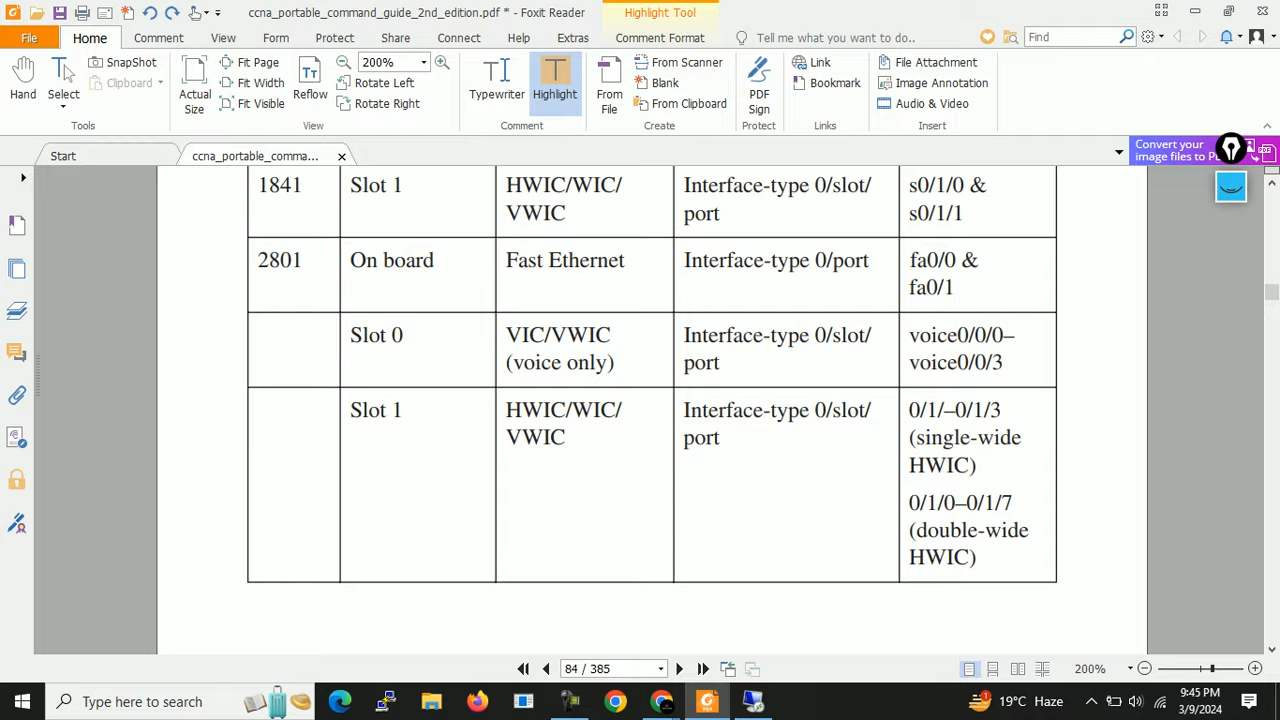 ccna_portable_command_guide_2nd_edition.pdf * - Foxit Reader
Highlight Tool
File Home Comment View Form Protect Share Connect Help Extras Comment Format Tell me what you want to do.. Find
Hand
Select
SnapShot
Clipboard
Tools
Actual Size
Fit Page
Fit Width
Fit Visible
Reflow
200%
Rotate Left
Rotate Right
View
Typewriter
Highlight
Comment
From File
From Scanner
Blank
From Clipboard
Create
PDF Sign
Protect
Link
Bookmark
Links
File Attachment
Image Annotation
Audio & Video
Insert
Start
ccna_portable_comma...
Convert your
image files to P
1841 Slot 1 HWIC/WIC/ Interface-type 0/slot/ s0/1/0 &
VWIC port s0/1/1
2801 On board Fast Ethernet Interface-type 0/port fa0/0 &
fa0/1
Slot 0 VIC/VWIC Interface-type 0/slot/ voice0/0/0–
(voice only) port voice0/0/3
Slot 1 HWIC/WIC/ Interface-type 0/slot/ 0/1/–0/1/3
VWIC port (single-wide
HWIC)
0/1/0–0/1/7
(double-wide
HWIC)
84 / 385
200%
Type here to search
19°C Haze
9:45 PM
3/9/2024